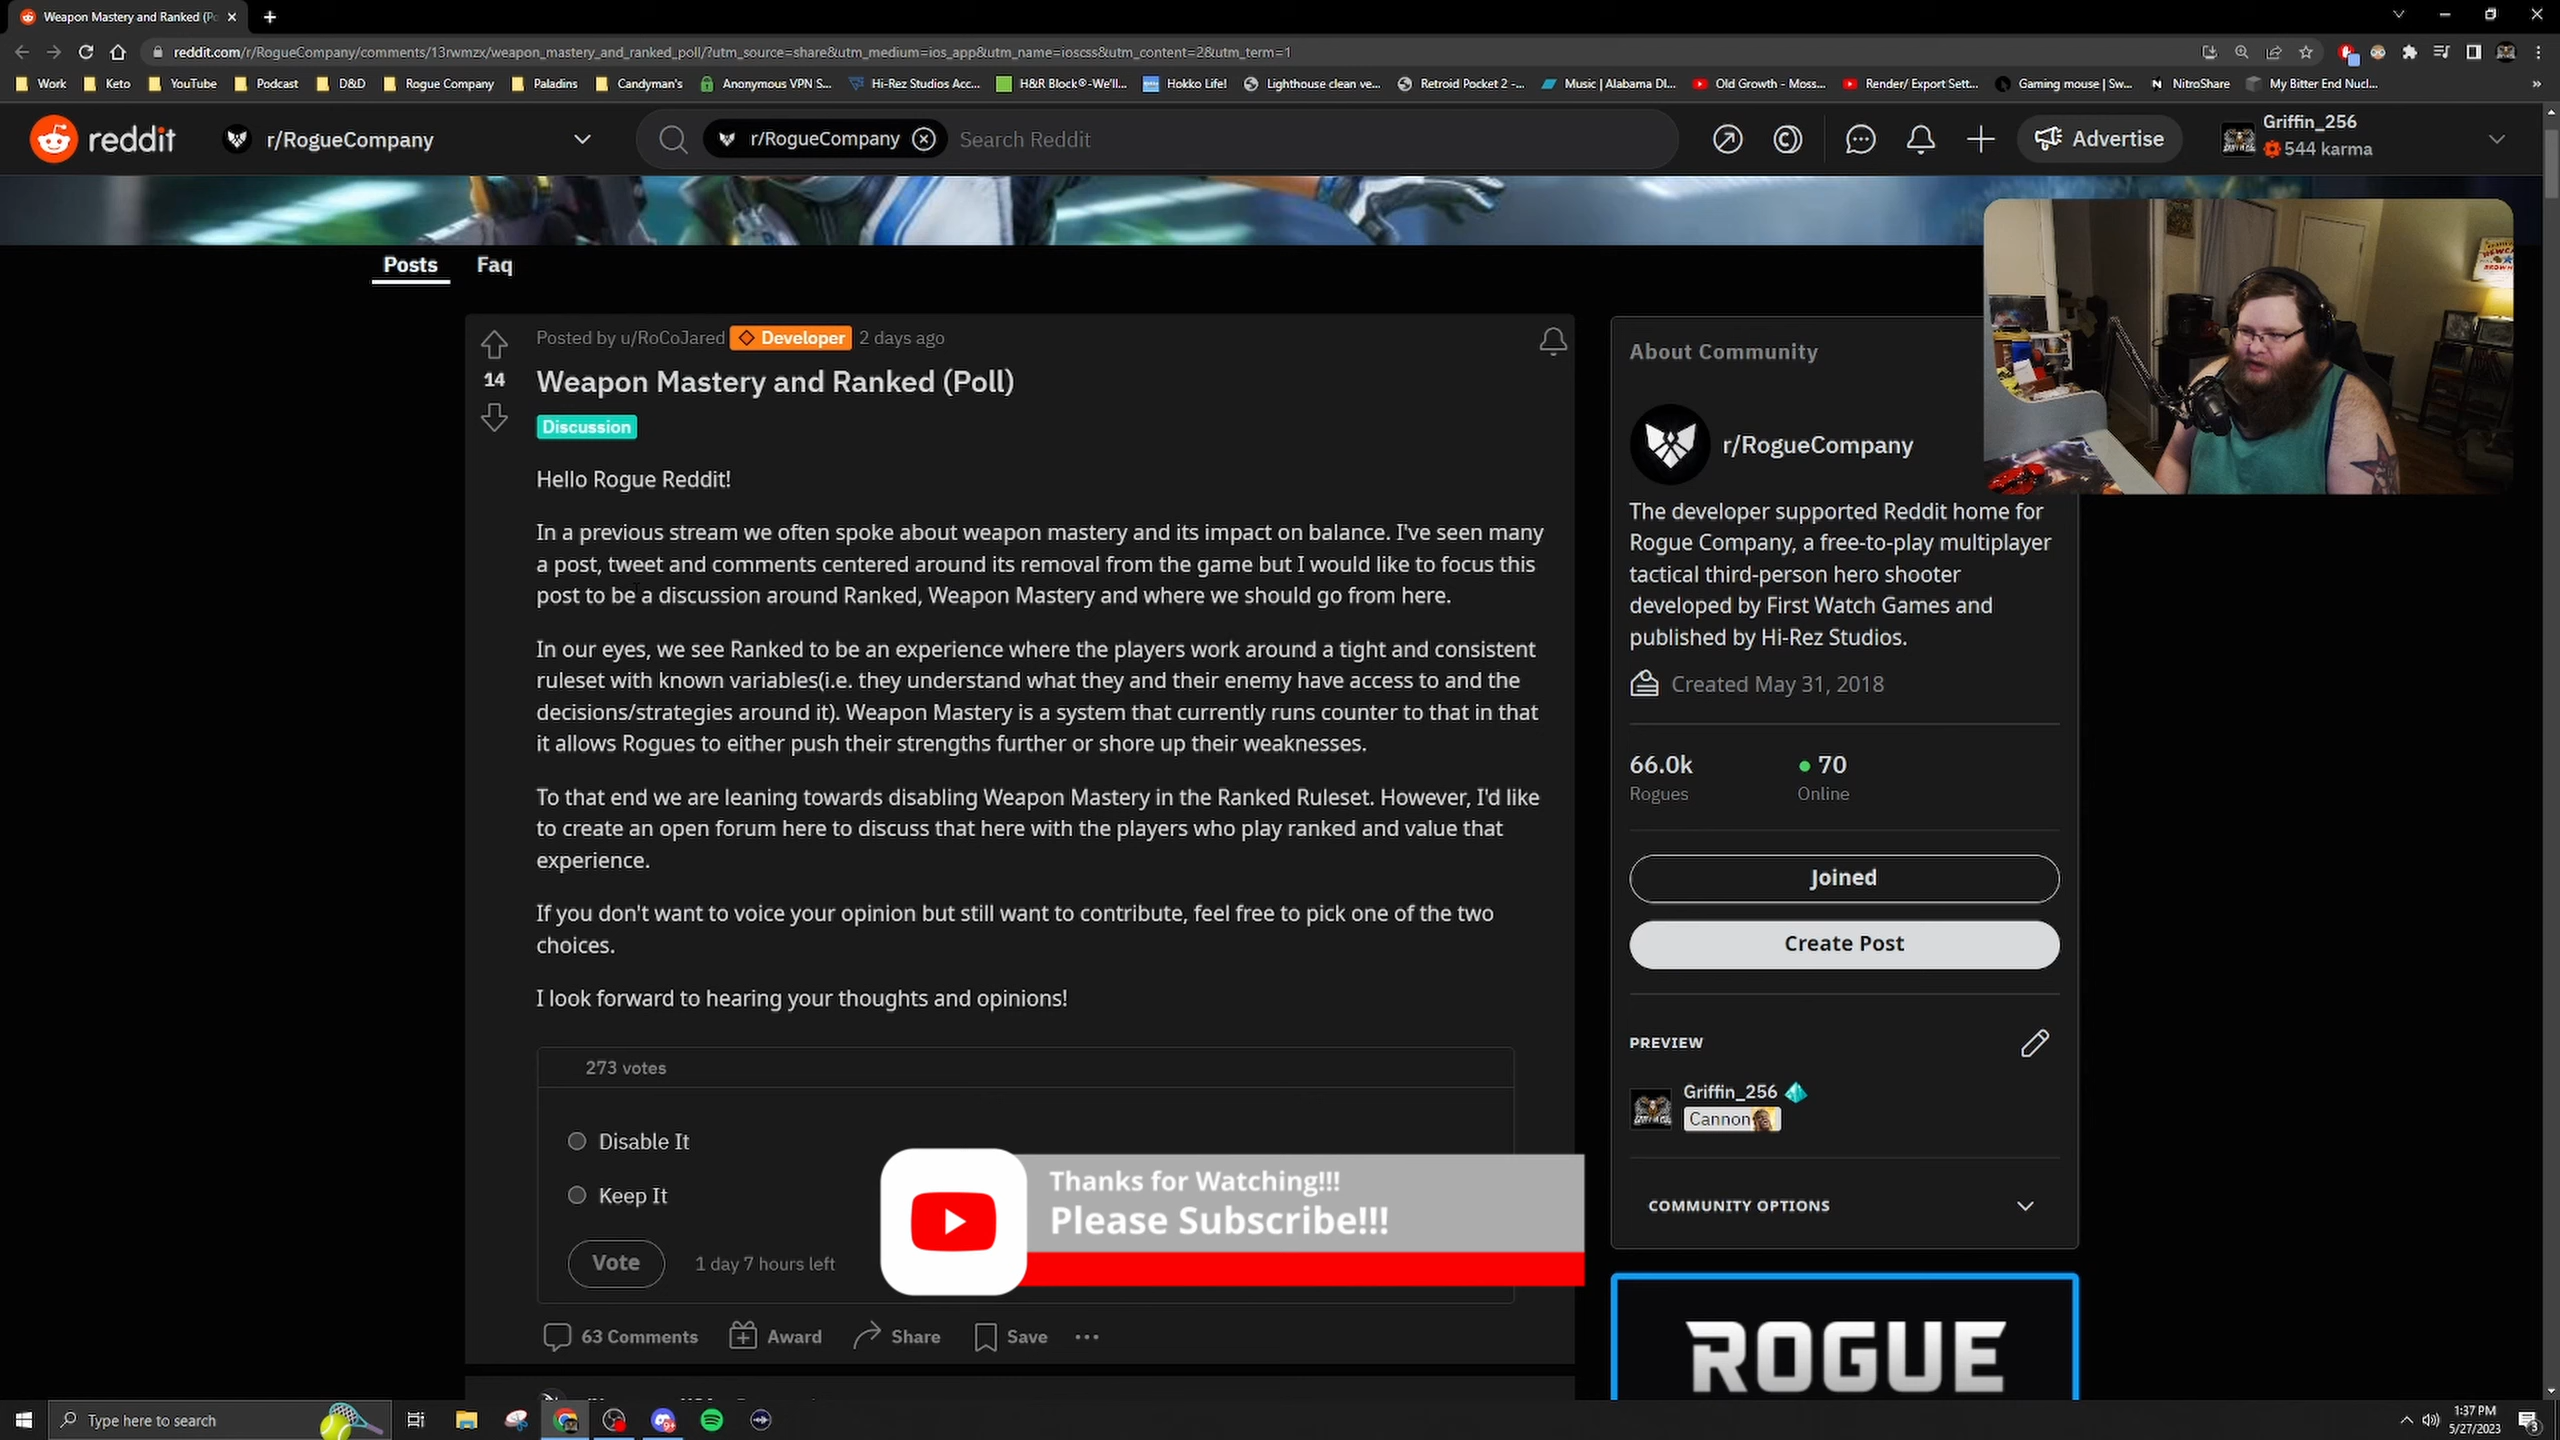 Weapon Mastery and Ranked (Po
reddit.com/r/RogueCompany/comments/13rwmzx/weapon_mastery_and_ranked_poll/?utm_source=share&utm_medium=ios_app&utm_name=ioscss&utm_content=2&utm_term=1
Work Keto YouTube Podcast D&D Rogue Company Paladins Candyman's Anonymous VPN S... Hi-Rez Studios Acc... H&R Block®-We'll... Hokko Life! Lighthouse clean ve... Retroid Pocket 2 -... Music | Alabama DI... Old Growth - Moss... Render/ Export Sett... Gaming mouse | Sw... NitroShare My Bitter End Nucl... »
reddit r/RogueCompany r/RogueCompany Search Reddit Advertise Griffin_256
544 karma
Posts Faq
Posted by u/RoCoJared Developer 2 days ago
14
Weapon Mastery and Ranked (Poll)
Discussion
Hello Rogue Reddit!
In a previous stream we often spoke about weapon mastery and its impact on balance. I've seen many
a post, tweet and comments centered around its removal from the game but I would like to focus this
post to be a discussion around Ranked, Weapon Mastery and where we should go from here.
In our eyes, we see Ranked to be an experience where the players work around a tight and consistent
ruleset with known variables(i.e. they understand what they and their enemy have access to and the
decisions/strategies around it). Weapon Mastery is a system that currently runs counter to that in that
it allows Rogues to either push their strengths further or shore up their weaknesses.
To that end we are leaning towards disabling Weapon Mastery in the Ranked Ruleset. However, I'd like
to create an open forum here to discuss that here with the players who play ranked and value that
experience.
If you don't want to voice your opinion but still want to contribute, feel free to pick one of the two
choices.
I look forward to hearing your thoughts and opinions!
273 votes
Disable It
Keep It
Vote 1 day 7 hours left
Thanks for Watching!!!
Please Subscribe!!!
63 Comments Award Share Save
About Community
r/RogueCompany
The developer supported Reddit home for
Rogue Company, a free-to-play multiplayer
tactical third-person hero shooter
developed by First Watch Games and
published by Hi-Rez Studios.
Created May 31, 2018
66.0k 70
Rogues Online
Joined
Create Post
PREVIEW
Griffin_256
Cannon
COMMUNITY OPTIONS
ROGUE
Type here to search
1:37 PM
5/27/2023
3